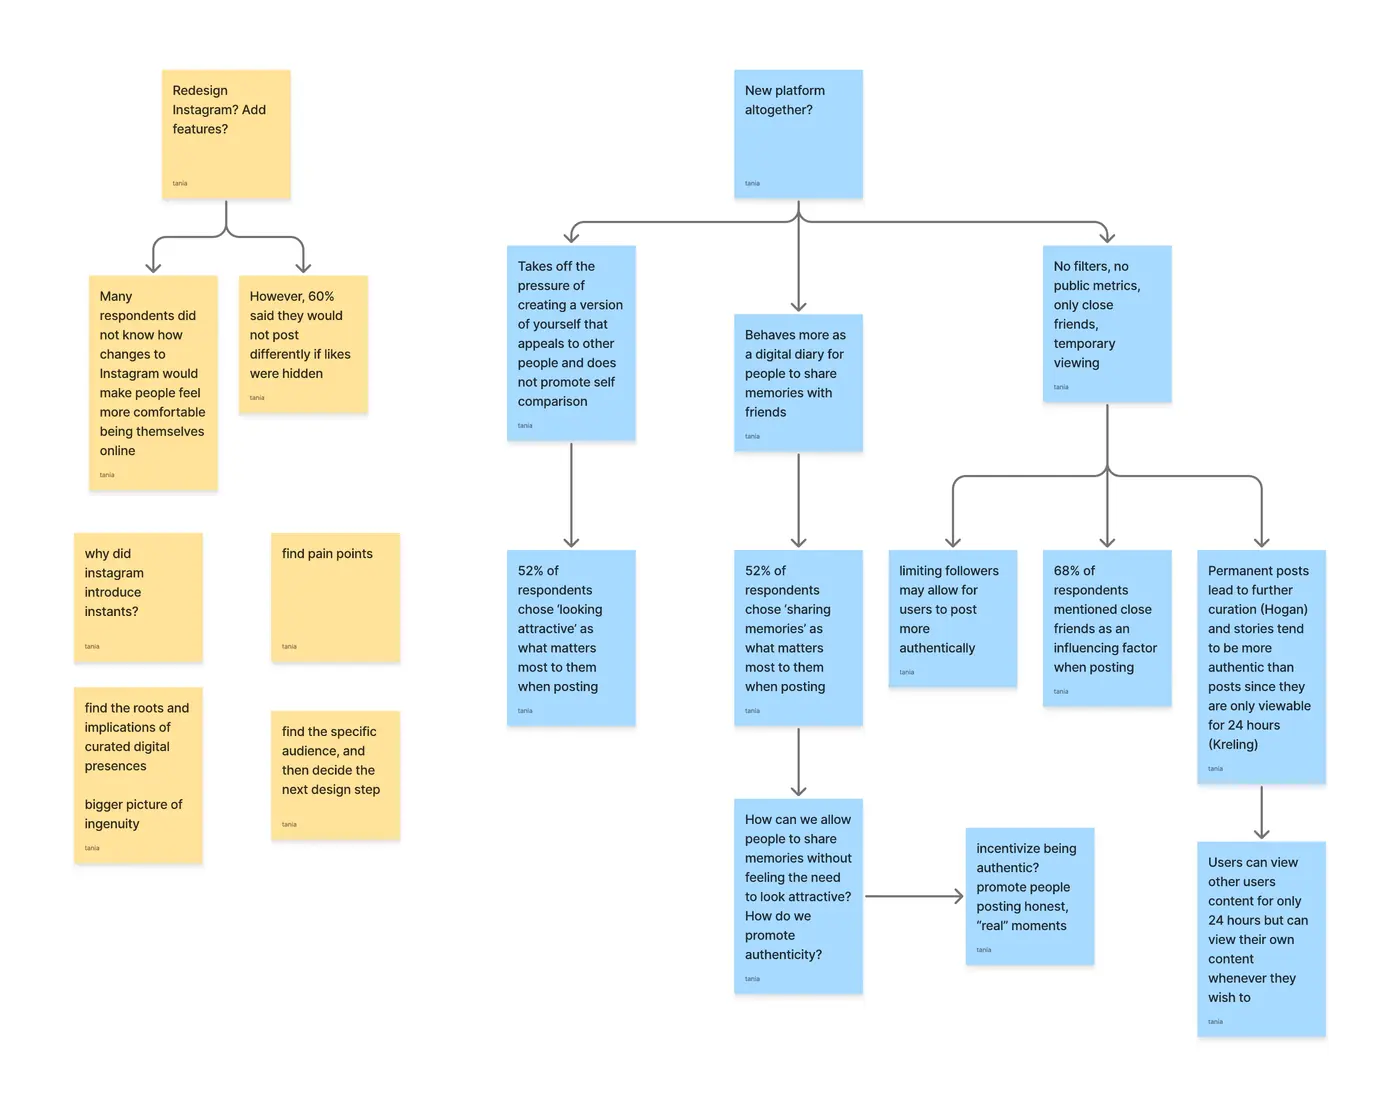 Redesign
Instagram? Add
features?
tania
Many
respondents did
not know how
changes to
Instagram would
make people feel
more comfortable
being themselves
online
tania
However, 60%
said they would
not post
differently if likes
were hidden
tania
why did
instagram
introduce
instants?
tania
find pain points
tania
find the roots and
implications of
curated digital
presences
bigger picture of
ingenuity
tania
find the specific
audience, and
then decide the
next design step
tania
New platform
altogether?
tania
Takes off the
pressure of
creating a version
of yourself that
appeals to other
people and does
not promote self
comparison
tania
52% of
respondents
chose ‘looking
attractive’ as
what matters
most to them
when posting
tania
Behaves more as
a digital diary for
people to share
memories with
friends
tania
52% of
respondents
chose ‘sharing
memories’ as
what matters
most to them
when posting
tania
How can we allow
people to share
memories without
feeling the need
to look attractive?
How do we
promote
authenticity?
tania
incentivize being
authentic?
promote people
posting honest,
“real” moments
tania
No filters, no
public metrics,
only close
friends,
temporary
viewing
tania
limiting followers
may allow for
users to post
more
authentically
tania
68% of
respondents
mentioned close
friends as an
influencing factor
when posting
tania
Permanent posts
lead to further
curation (Hogan)
and stories tend
to be more
authentic than
posts since they
are only viewable
for 24 hours
(Kreling)
tania
Users can view
other users
content for only
24 hours but can
view their own
content
whenever they
wish to
tania